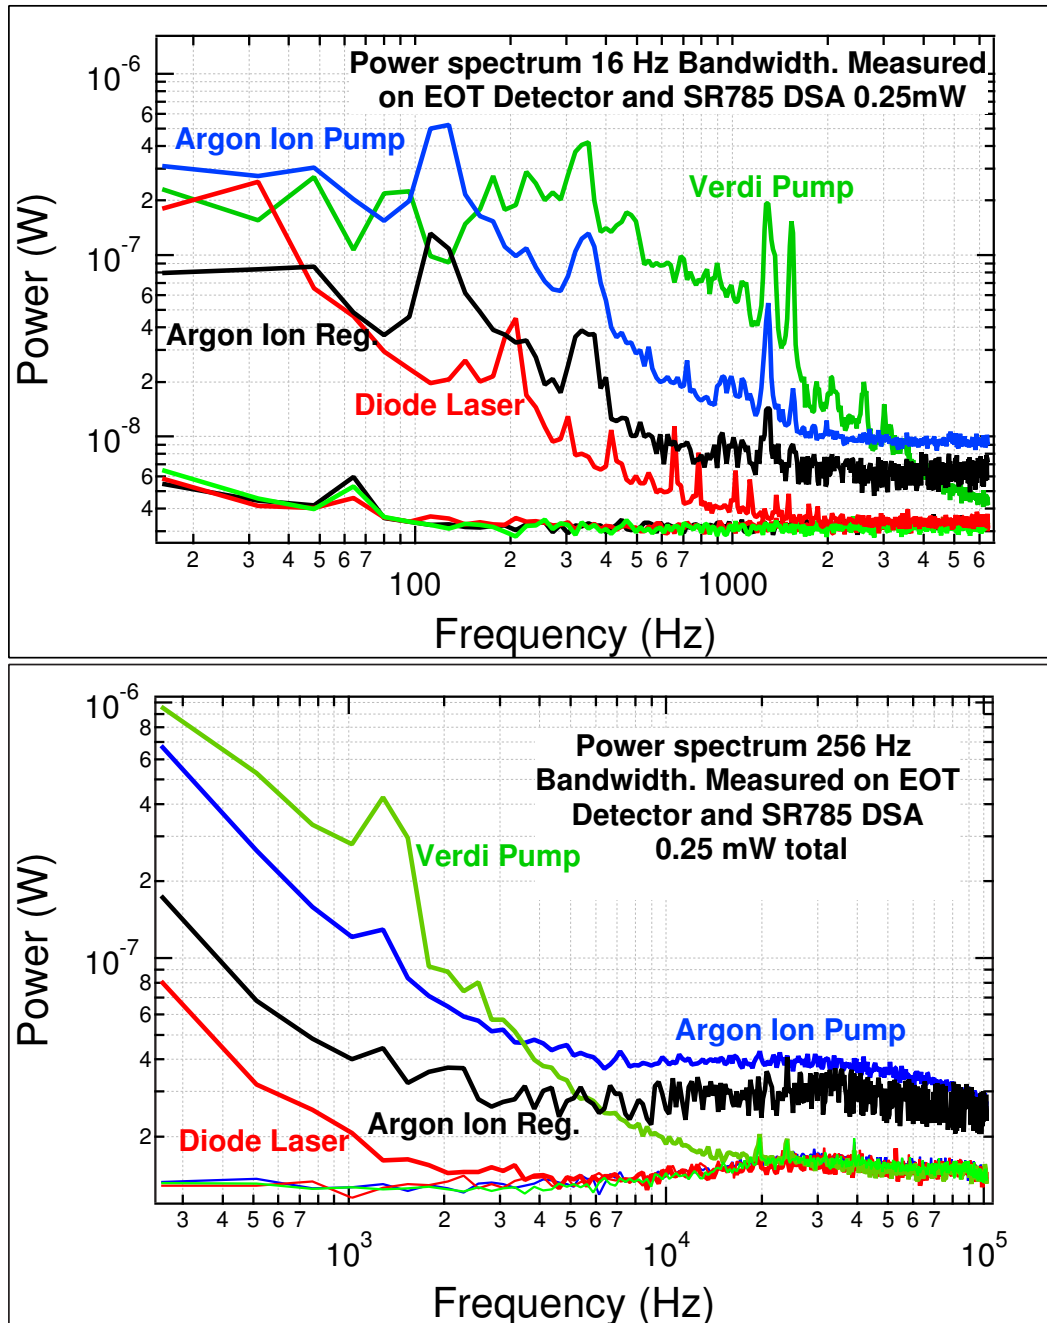 Power spectrum 16 Hz Bandwidth. Measured
on EOT Detector and SR785 DSA 0.25mW
Argon Ion Pump
Verdi Pump
Argon Ion Reg.
Diode Laser
Power (W)
10^-6
6
4
2
10^-7
6
4
2
10^-8
6
4
2 3 4 5 6 7 100 2 3 4 5 6 7 1000 2 3 4 5 6
Frequency (Hz)
Power spectrum 256 Hz
Bandwidth. Measured on EOT
Detector and SR785 DSA
0.25 mW total
Verdi Pump
Argon Ion Pump
Argon Ion Reg.
Diode Laser
Power (W)
10^-6
8
6
4
2
10^-7
8
6
4
2
3 4 5 6 7 10^3 2 3 4 5 6 7 10^4 2 3 4 5 6 7 10^5
Frequency (Hz)